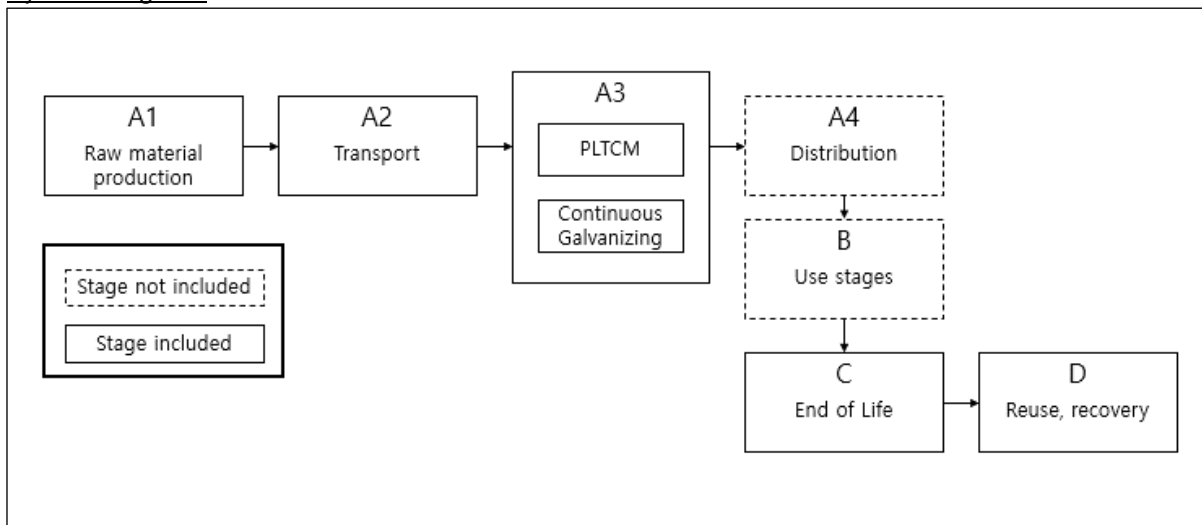 A1
Raw material
production
A2
Transport
A3
PLTCM
Continuous
Galvanizing
A4
Distribution
B
Use stages
C
End of Life
D
Reuse, recovery
Stage not included
Stage included